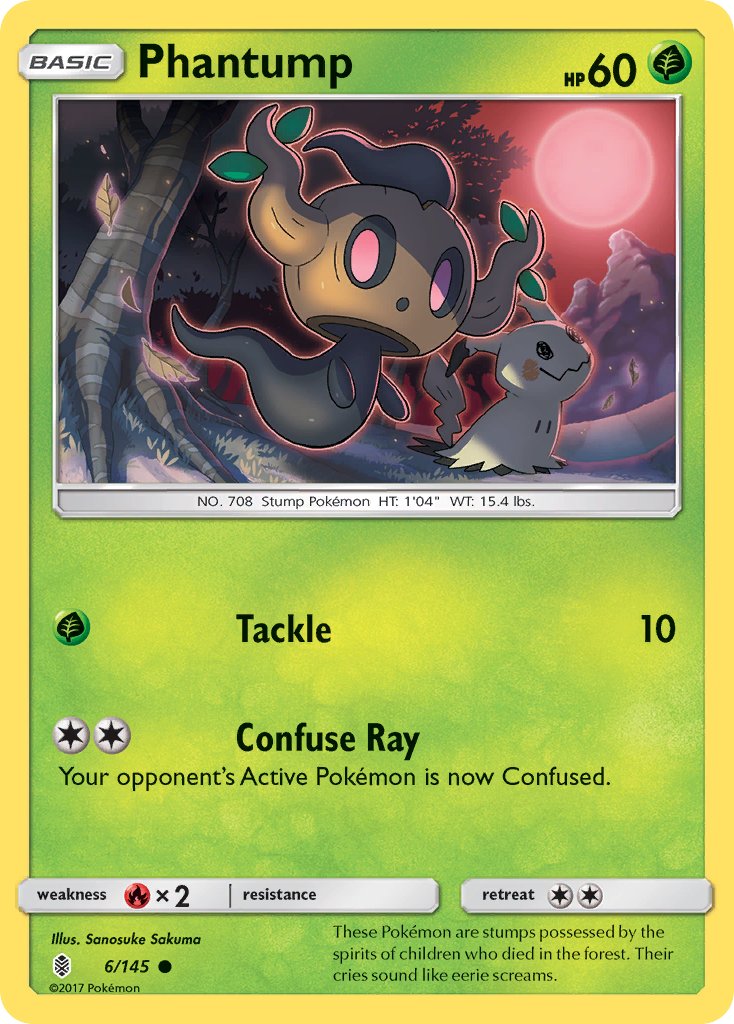 BASIC Phantump HP60
NO. 708 Stump Pokémon HT: 1'04" WT: 15.4 lbs.
Tackle 10
Confuse Ray
Your opponent's Active Pokémon is now Confused.
weakness × 2 resistance retreat
Illus. Sanosuke Sakuma
6/145
©2017 Pokémon
These Pokémon are stumps possessed by the
spirits of children who died in the forest. Their
cries sound like eerie screams.